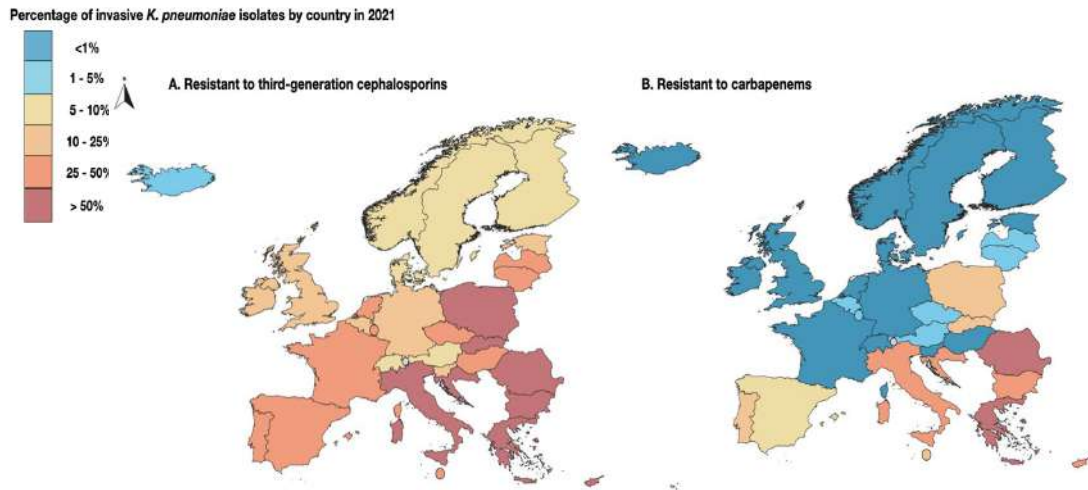 Percentage of invasive K. pneumoniae isolates by country in 2021
<1%
1 - 5%
5 - 10%
10 - 25%
25 - 50%
> 50%
A. Resistant to third-generation cephalosporins
B. Resistant to carbapenems